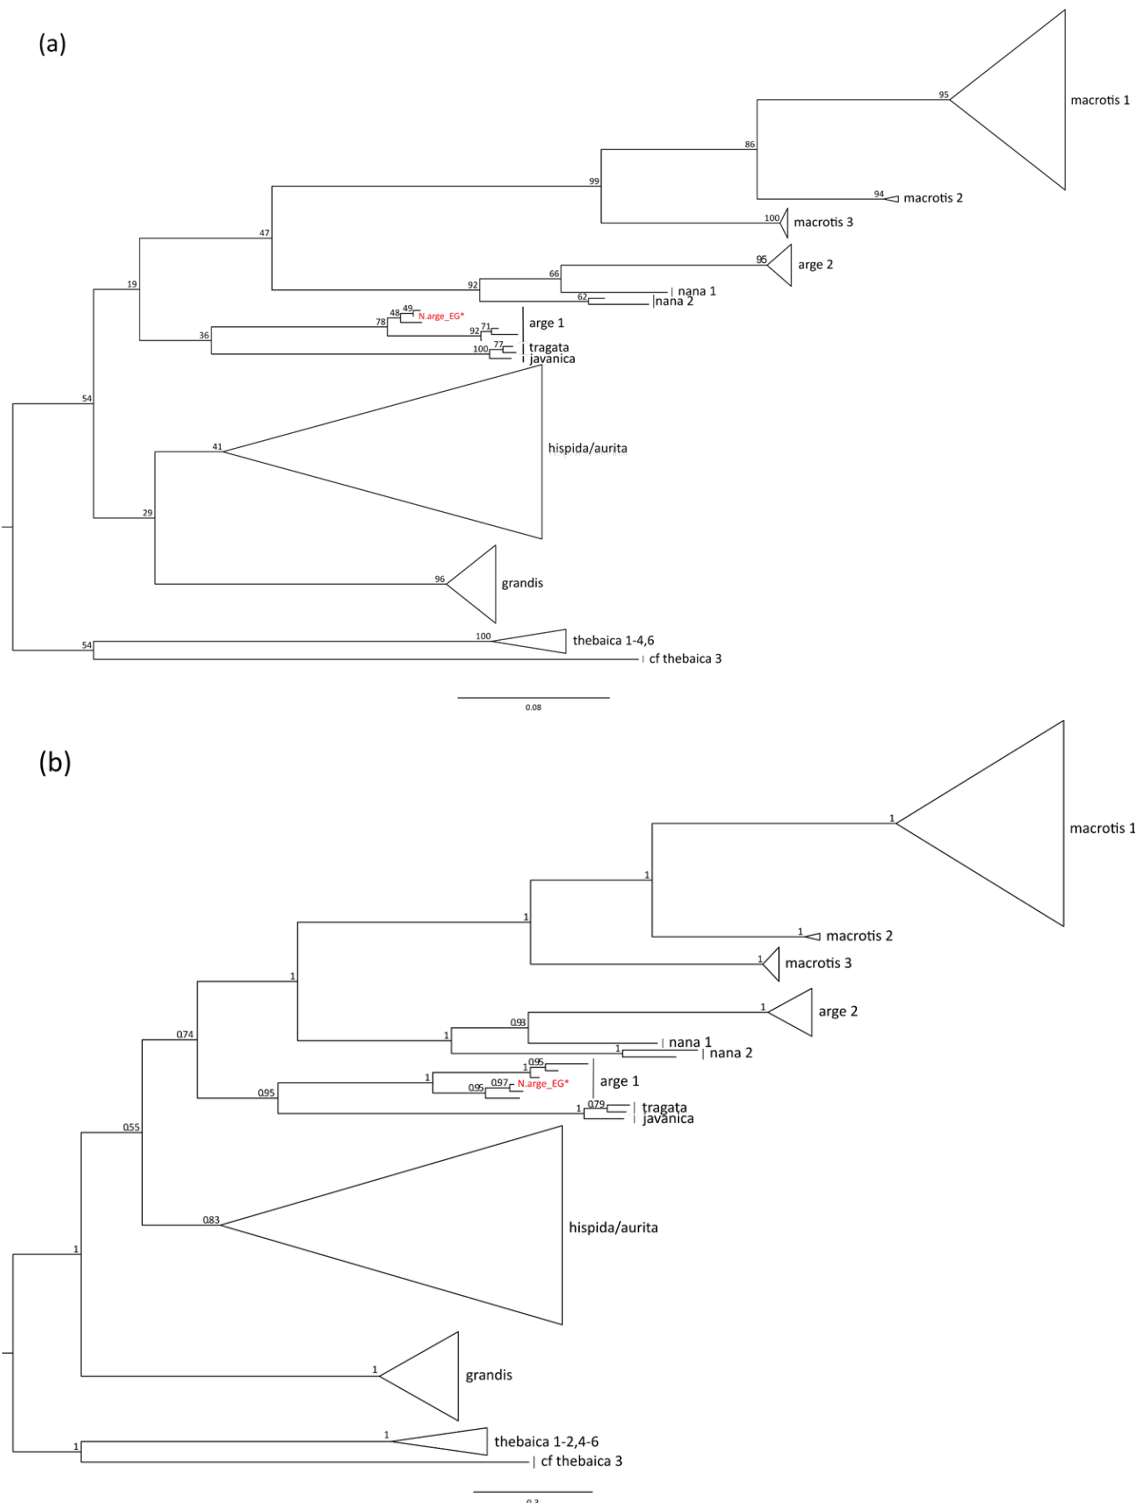 (a)
95
macrotis 1
86
94
macrotis 2
99
100
macrotis 3
47
95
arge 2
66
92
nana 1
62
nana 2
19
48
49
N.arge_EG*
78
71
92
arge 1
36
77
100
tragata
javanica
54
41
hispida/aurita
29
96
grandis
100
thebaica 1-4,6
54
cf thebaica 3
0.08
(b)
1
macrotis 1
1
1
macrotis 2
1
1
macrotis 3
1
1
arge 2
0.93
1
nana 1
1
nana 2
0.74
0.95
1
1
0.97
N.arge_EG*
0.95
arge 1
0.95
0.79
1
tragata
javanica
0.55
0.83
hispida/aurita
1
1
grandis
1
thebaica 1-2,4-6
1
cf thebaica 3